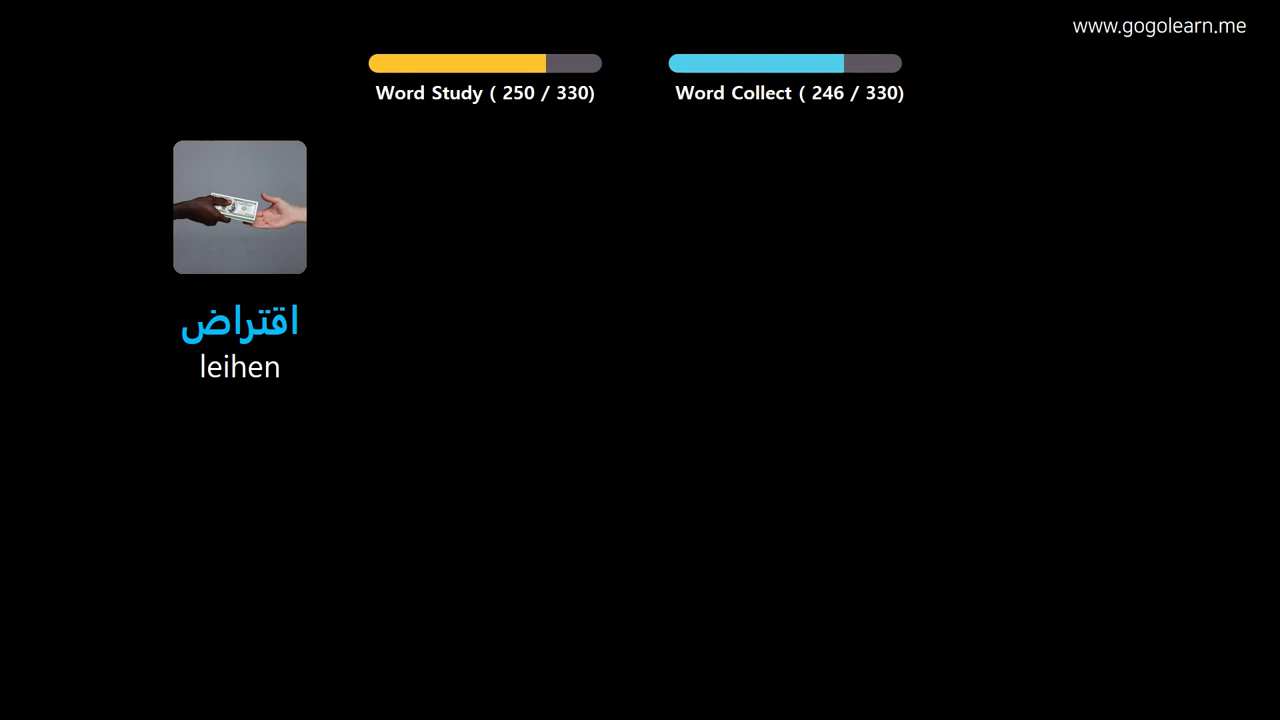 www.gogolearn.me
Word Study ( 250 / 330)
Word Collect ( 246 / 330)
اقتراض
leihen